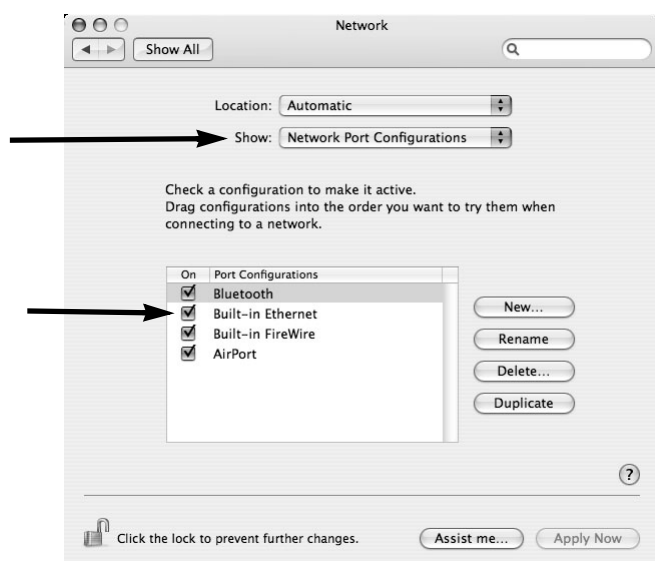 Network
Show All
Location: Automatic
Show: Network Port Configurations
Check a configuration to make it active.
Drag configurations into the order you want to try them when
connecting to a network.
On Port Configurations
Bluetooth
Built-in Ethernet
Built-in FireWire
AirPort
New...
Rename
Delete...
Duplicate
?
Click the lock to prevent further changes.
Assist me...
Apply Now